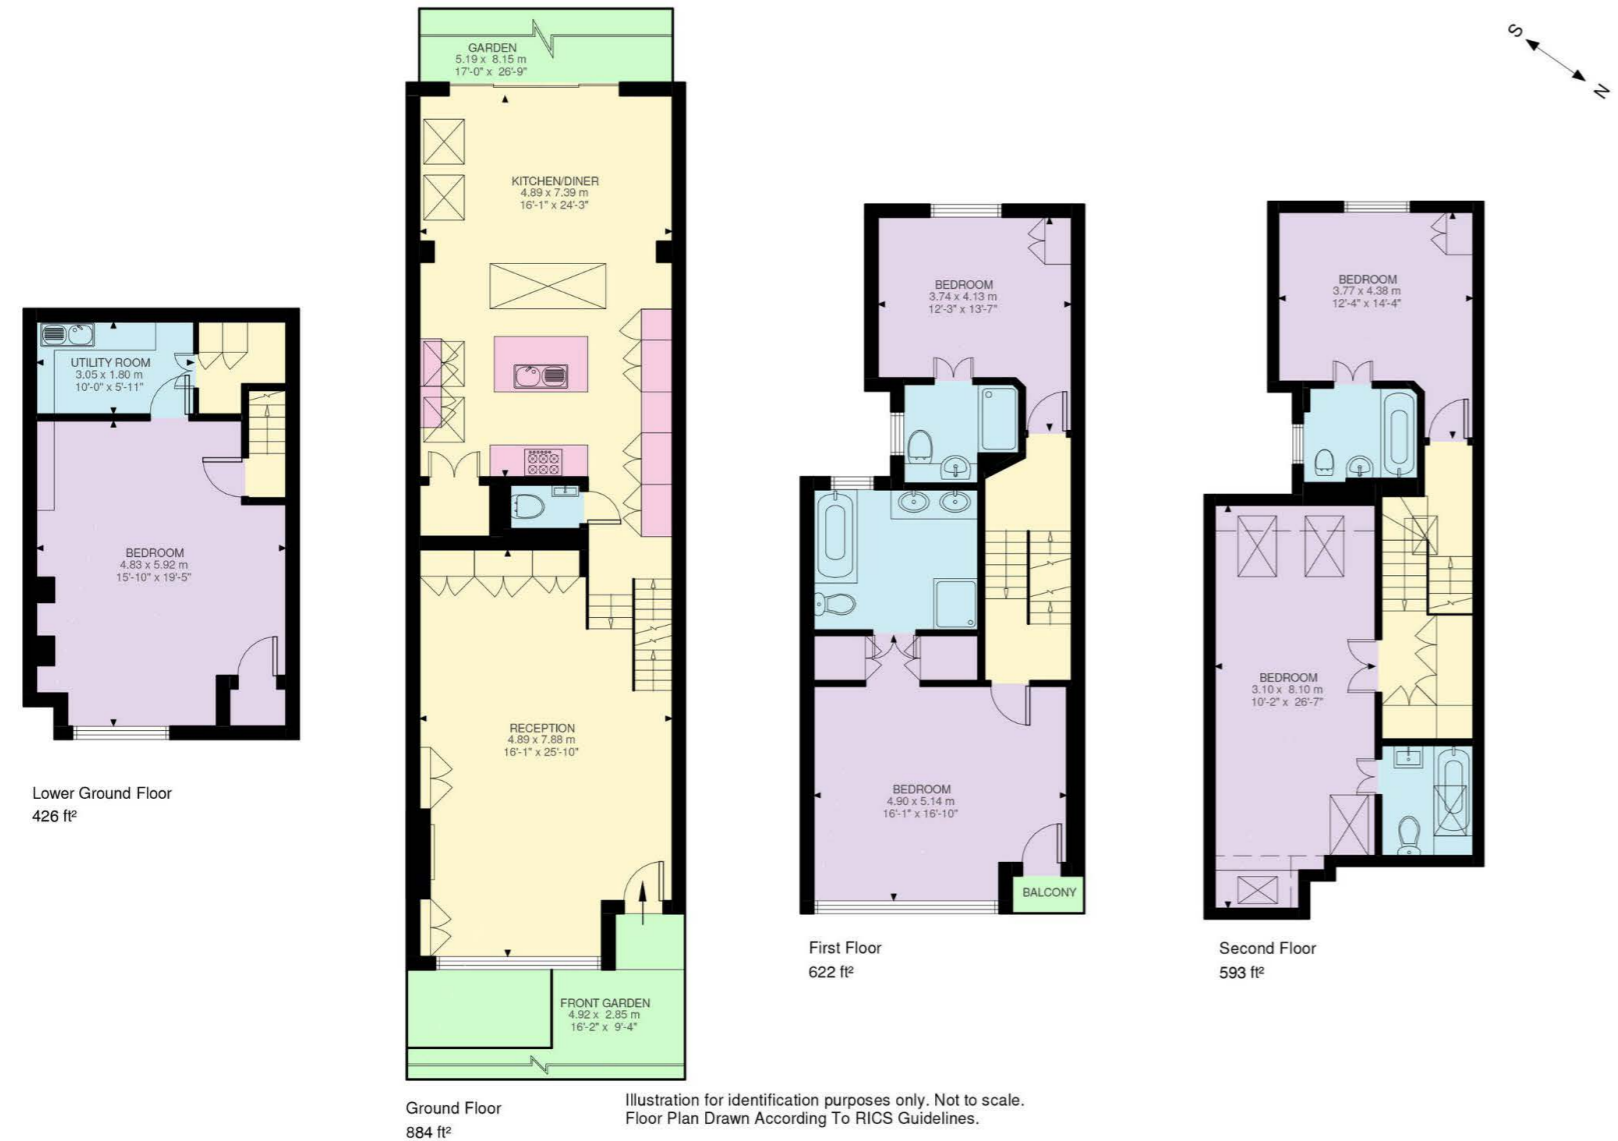 S
N
GARDEN
5.19 x 8.15 m
17'-0" x 26'-9"
KITCHEN/DINER
4.89 x 7.39 m
16'-1" x 24'-3"
BEDROOM
3.74 x 4.13 m
12'-3" x 13'-7"
BEDROOM
3.77 x 4.38 m
12'-4" x 14'-4"
UTILITY ROOM
3.05 x 1.80 m
10'-0" x 5'-11"
BEDROOM
4.83 x 5.92 m
15'-10" x 19'-5"
RECEPTION
4.89 x 7.88 m
16'-1" x 25'-10"
BEDROOM
4.90 x 5.14 m
16'-1" x 16'-10"
BALCONY
BEDROOM
3.10 x 8.10 m
10'-2" x 26'-7"
Lower Ground Floor
426 ft²
First Floor
622 ft²
Second Floor
593 ft²
FRONT GARDEN
4.92 x 2.85 m
16'-2" x 9'-4"
Ground Floor
884 ft²
Illustration for identification purposes only. Not to scale.
Floor Plan Drawn According To RICS Guidelines.